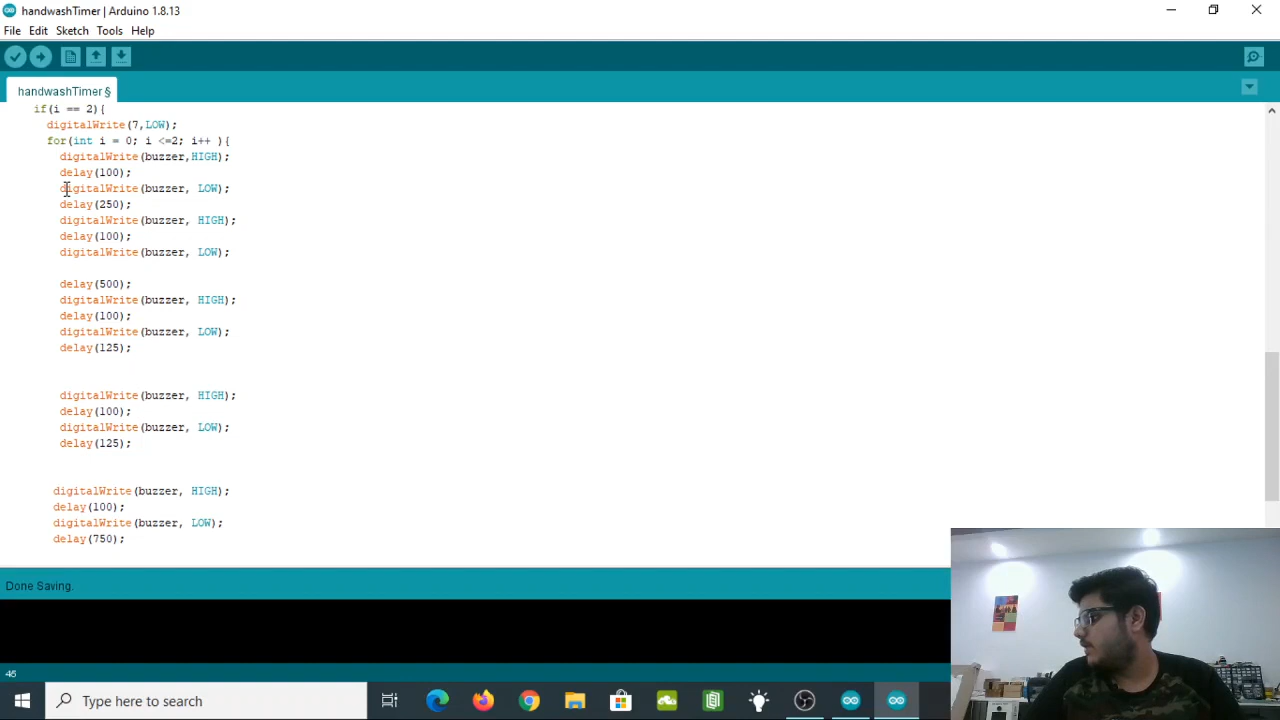 handwashTimer | Arduino 1.8.13
File Edit Sketch Tools Help
handwashTimer §
if(i == 2){
digitalWrite(7,LOW);
for(int i = 0; i <=2; i++ ){
digitalWrite(buzzer,HIGH);
delay(100);
digitalWrite(buzzer, LOW);
delay(250);
digitalWrite(buzzer, HIGH);
delay(100);
digitalWrite(buzzer, LOW);
delay(500);
digitalWrite(buzzer, HIGH);
delay(100);
digitalWrite(buzzer, LOW);
delay(125);
digitalWrite(buzzer, HIGH);
delay(100);
digitalWrite(buzzer, LOW);
delay(125);
digitalWrite(buzzer, HIGH);
delay(100);
digitalWrite(buzzer, LOW);
delay(750);
Done Saving.
46
Type here to search